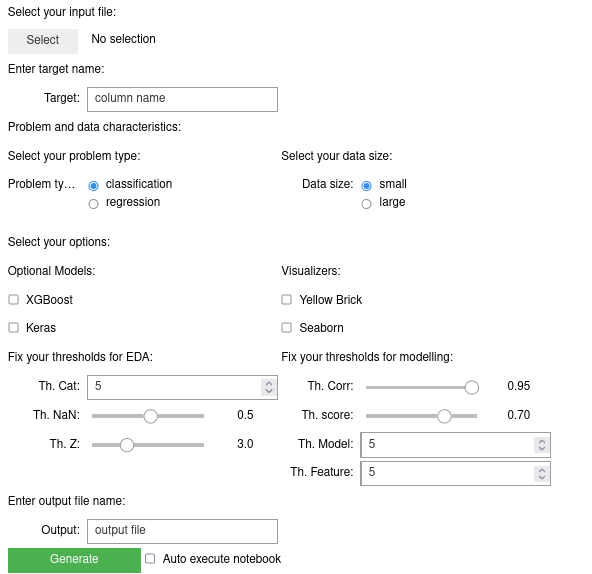 Select your input file:
Select No selection
Enter target name:
Target: column name
Problem and data characteristics:
Select your problem type: Select your data size:
Problem ty… classification Data size: small
regression large
Select your options:
Optional Models: Visualizers:
XGBoost Yellow Brick
Keras Seaborn
Fix your thresholds for EDA: Fix your thresholds for modelling:
Th. Cat: 5 Th. Corr: 0.95
Th. NaN: 0.5 Th. score: 0.70
Th. Z: 3.0 Th. Model: 5
Th. Feature: 5
Enter output file name:
Output: output file
Generate Auto execute notebook